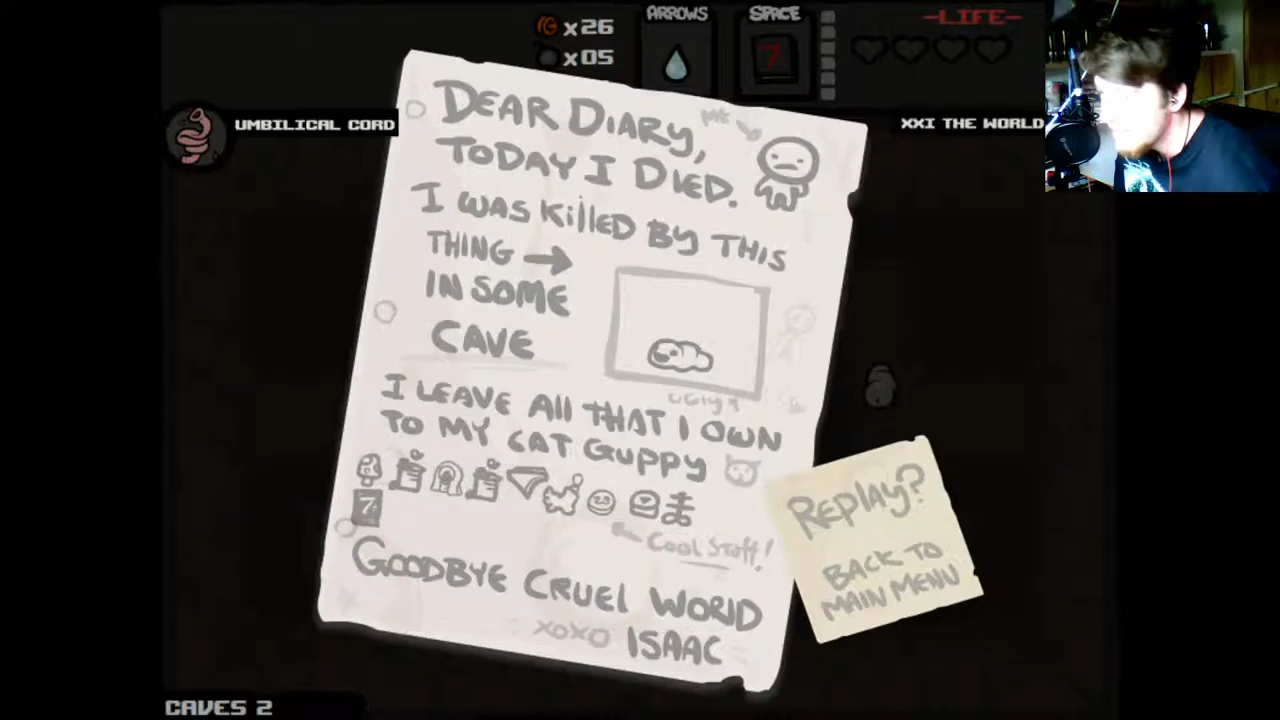 x26
x05
ARROWS
SPACE
-LIFE-
UMBILICAL CORD
XXI THE WORLD
DEAR DIARY,
ME
TODAY I DIED.
I WAS KILLED BY THIS
THING →
IN SOME
CAVE
UGLY
I LEAVE All THAT I OWN
TO MY CAT GUPPY
7
Cool Stuff!
GOODBYE CRUEL WORLD
XOXO ISAAC
REPLAY?
BACK TO
MAIN MENU
CAVES 2